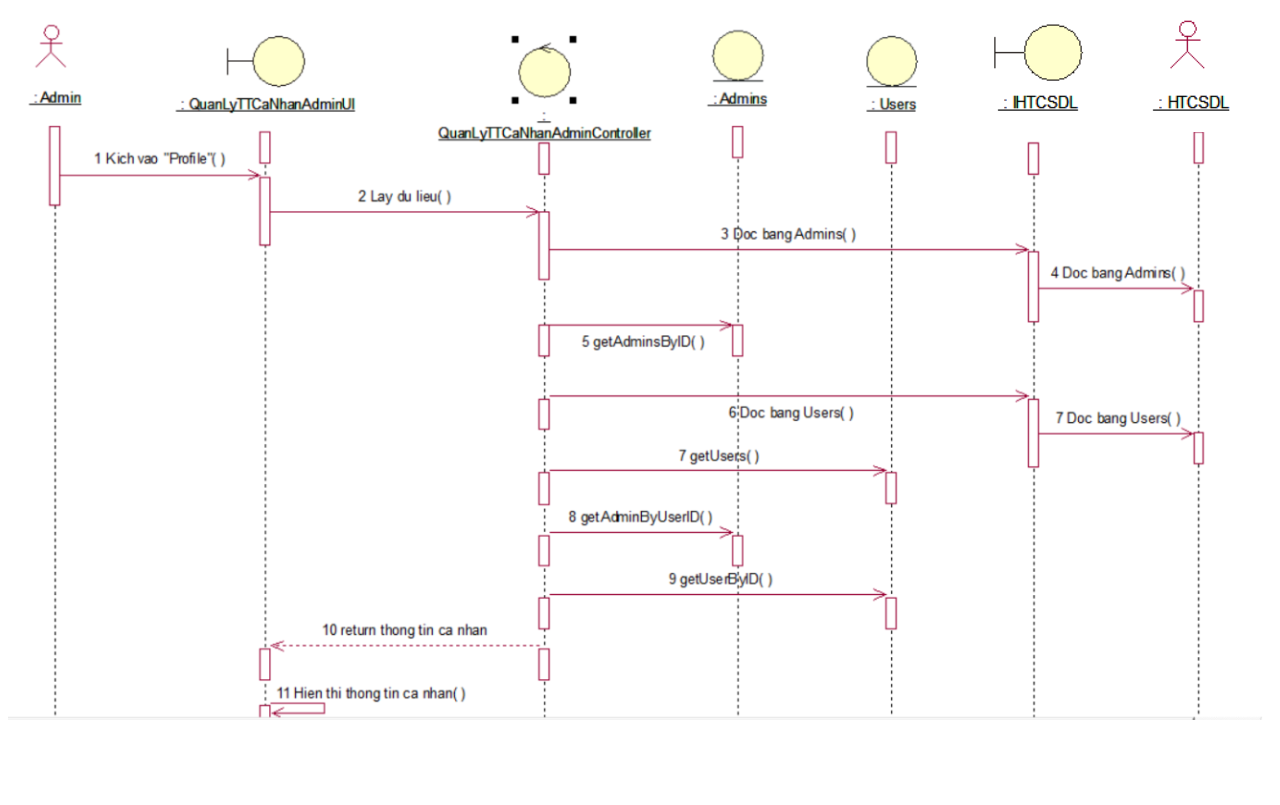 : Admin
: QuanLyTTCaNhanAdminUI
:
QuanLyTTCaNhanAdminController
: Admins
: Users
: IHTCSDL
: HTCSDL
1 Kich vao "Profile"( )
2 Lay du lieu( )
3 Doc bang Admins( )
4 Doc bang Admins( )
5 getAdminsByID( )
6 Doc bang Users( )
7 Doc bang Users( )
7 getUsers( )
8 getAdminByUserID( )
9 getUserByID( )
10 return thong tin ca nhan
11 Hien thi thong tin ca nhan( )